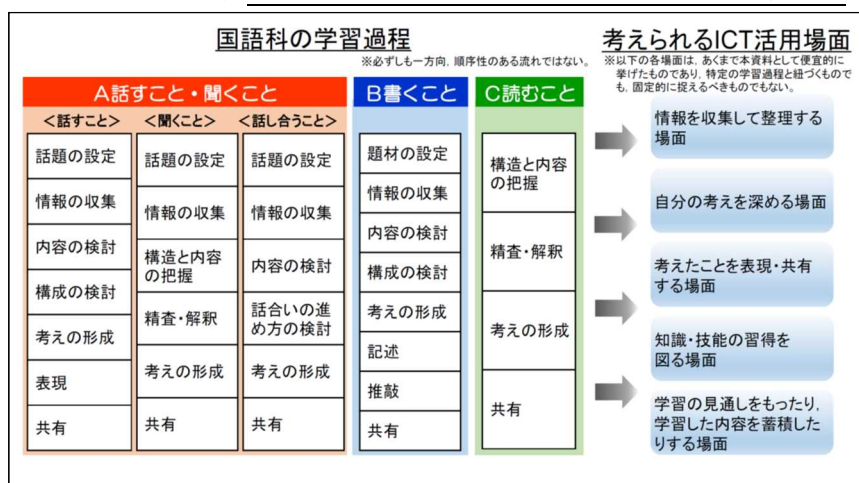 国語科の学習過程
※必ずしも一方向，順序性のある流れではない。
A話すこと・聞くこと
＜話すこと＞
話題の設定
情報の収集
内容の検討
構成の検討
考えの形成
表現
共有
＜聞くこと＞
話題の設定
情報の収集
構造と内容
の把握
精査・解釈
考えの形成
共有
＜話し合うこと＞
話題の設定
情報の収集
内容の検討
話合いの進
め方の検討
考えの形成
共有
B書くこと
題材の設定
情報の収集
内容の検討
構成の検討
考えの形成
記述
推敲
共有
C読むこと
構造と内容
の把握
精査・解釈
考えの形成
共有
考えられるICT活用場面
※以下の各場面は，あくまで本資料として便宜的に
挙げたものであり，特定の学習過程と紐づくもので
も，固定的に捉えるべきものでもない。
情報を収集して整理する
場面
自分の考えを深める場面
考えたことを表現・共有
する場面
知識・技能の習得を
図る場面
学習の見通しをもったり，
学習した内容を蓄積した
りする場面